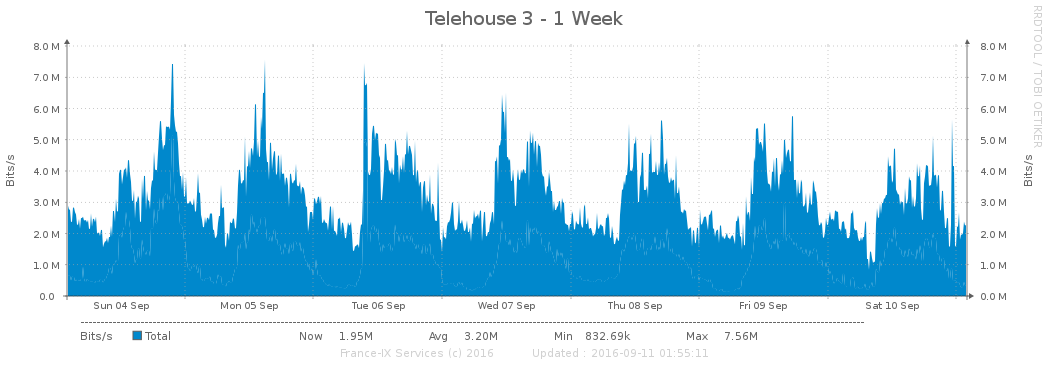 Telehouse 3 - 1 Week
RRDTOOL / TOBI OETIKER
Bits/s
8.0 M
7.0 M
6.0 M
5.0 M
4.0 M
3.0 M
2.0 M
1.0 M
0.0
8.0 M
7.0 M
6.0 M
5.0 M
4.0 M
3.0 M
2.0 M
1.0 M
0.0 M
Bits/s
Sun 04 Sep Mon 05 Sep Tue 06 Sep Wed 07 Sep Thu 08 Sep Fri 09 Sep Sat 10 Sep
Bits/s Total Now 1.95M Avg 3.20M Min 832.69k Max 7.56M
France-IX Services (c) 2016 Updated : 2016-09-11 01:55:11